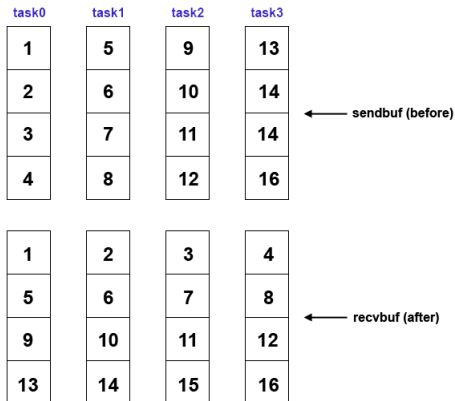 task0 task1 task2 task3
1 5 9 13
2 6 10 14
sendbuf (before)
3 7 11 14
4 8 12 16
1 2 3 4
5 6 7 8
recvbuf (after)
9 10 11 12
13 14 15 16